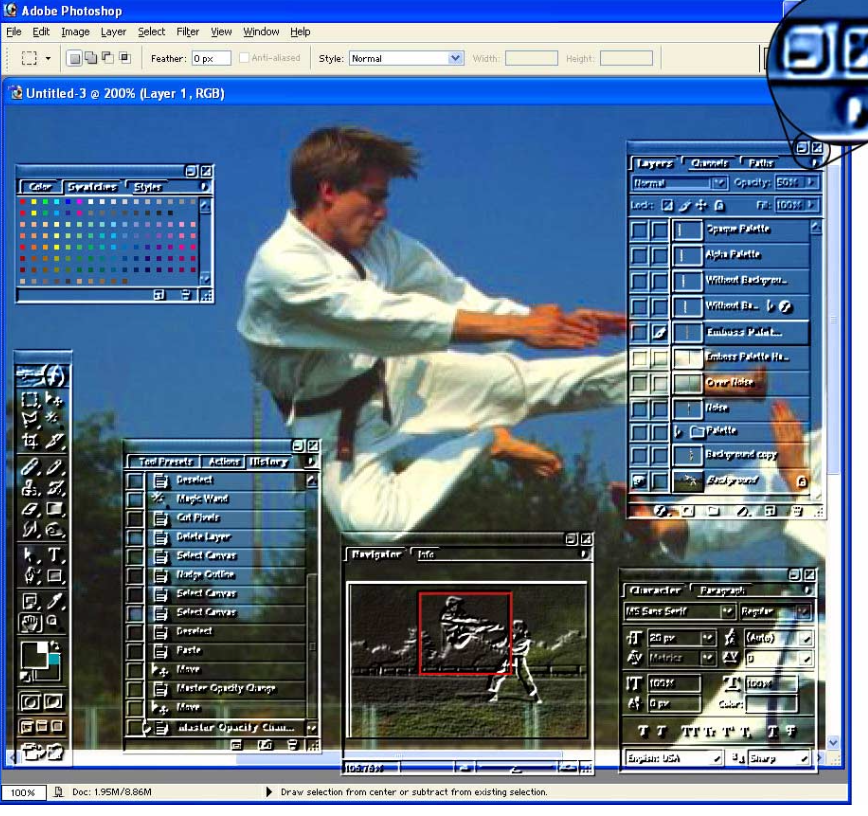 Adobe Photoshop
File Edit Image Layer Select Filter View Window Help
Feather: 0 px Anti-aliased Style: Normal Width: Height:
Untitled-3 @ 200% (Layer 1, RGB)
Color Swatches Styles
Layers Channels Paths
Normal Opacity: 50%
Lock: Fill: 100%
Opaque Palette
Alpha Palette
Without Backgrou...
Without Ba...
Emboss Palet...
Emboss Palette Ha...
Over Noise
Noise
Palette
Background copy
Background
Tool Presets Actions History
Deselect
Magic Wand
Cut Pixels
Delete Layer
Select Canvas
Nudge Outline
Select Canvas
Select Canvas
Deselect
Paste
Move
Master Opacity Change
Move
Master Opacity Chan...
Navigator Info
Character Paragraph
MS Sans Serif Regular
20 px (Auto)
Metrics 0
100% 100%
0 px Color:
T T TT Tr T T T T
English: USA Sharp
100% Doc: 1.95M/8.86M Draw selection from center or subtract from existing selection.